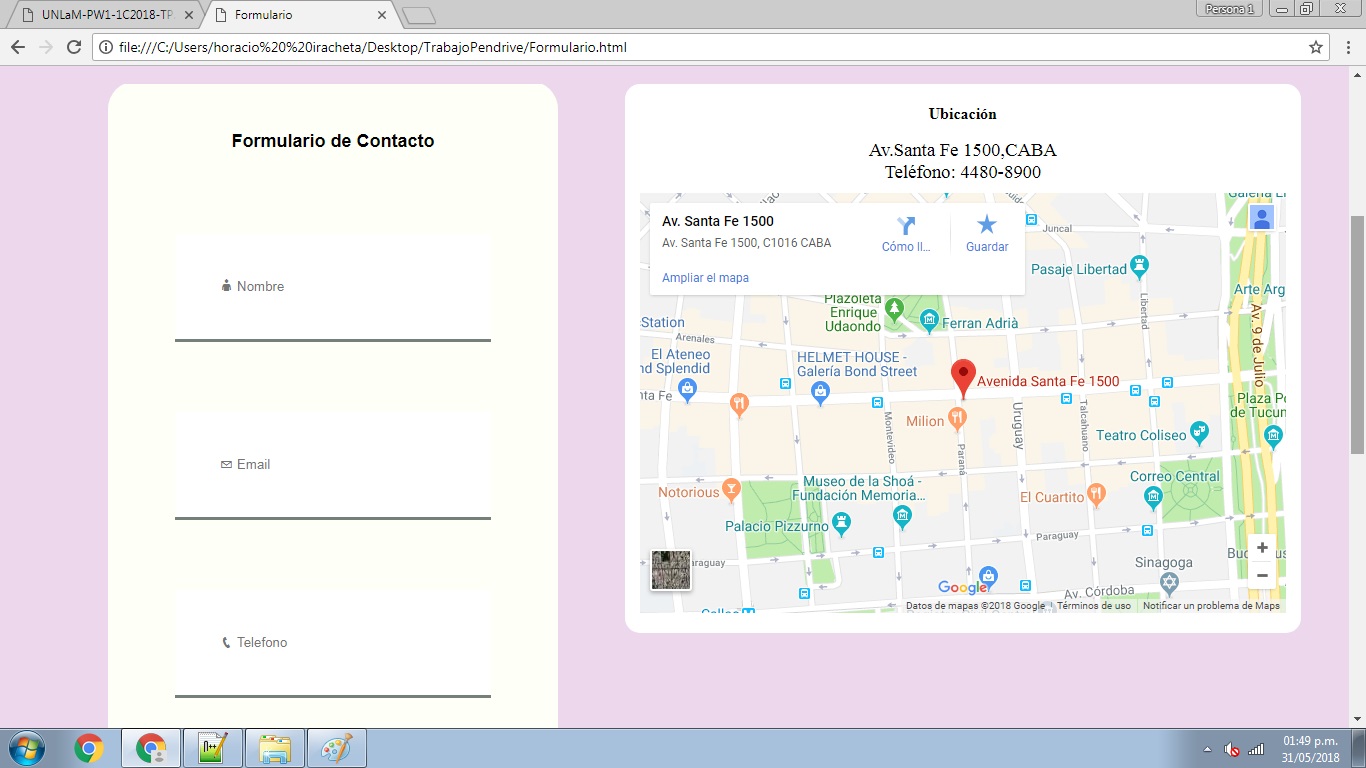 UNLaM-PW1-1C2018-TP
Formulario
Persona 1
file:///C:/Users/horacio%20%20iracheta/Desktop/TrabajoPendrive/Formulario.html
Formulario de Contacto
Nombre
Email
Telefono
Ubicación
Av.Santa Fe 1500,CABA
Teléfono: 4480-8900
Av. Santa Fe 1500
Av. Santa Fe 1500, C1016 CABA
Ampliar el mapa
Cómo ll...
Guardar
Juncal
Pasaje Libertad
Libertad
Arte Arg
Av. 9 de Julio
Plazoleta
Enrique
Udaondo
Ferran Adrià
Station
Arenales
El Ateneo
nd Splendid
HELMET HOUSE -
Galería Bond Street
Avenida Santa Fe 1500
nta Fe
Milion
Montevideo
Paraná
Uruguay
Talcahuano
Plaza Po
de Tucun
Teatro Coliseo
Museo de la Shoá -
Fundación Memoria...
Correo Central
Notorious
El Cuartito
Palacio Pizzurno
Paraguay
raguay
Sinagoga
Av. Córdoba
Google
Datos de mapas ©2018 Google
Términos de uso
Notificar un problema de Maps
+
−
N++
01:49 p.m.
31/05/2018